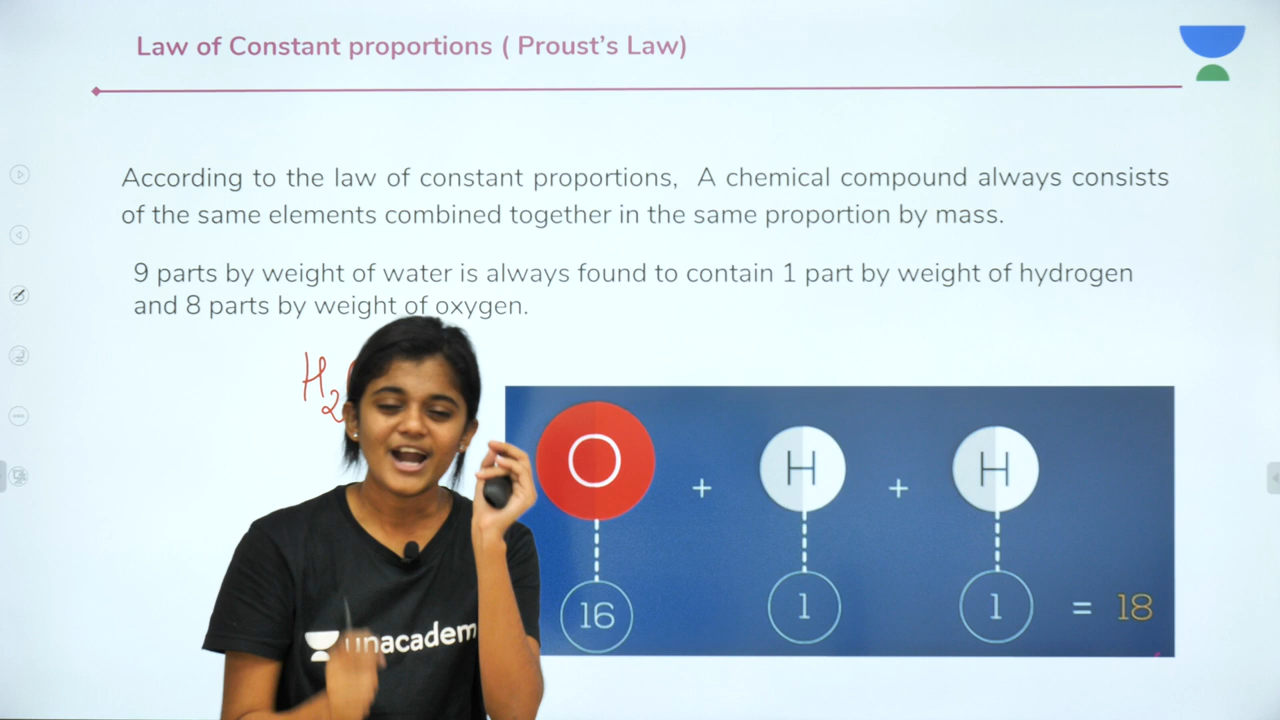 Law of Constant proportions ( Proust's Law)
According to the law of constant proportions, A chemical compound always consists
of the same elements combined together in the same proportion by mass.
9 parts by weight of water is always found to contain 1 part by weight of hydrogen
and 8 parts by weight of oxygen.
H2
O + H + H
16 1 1 = 18
unacadem